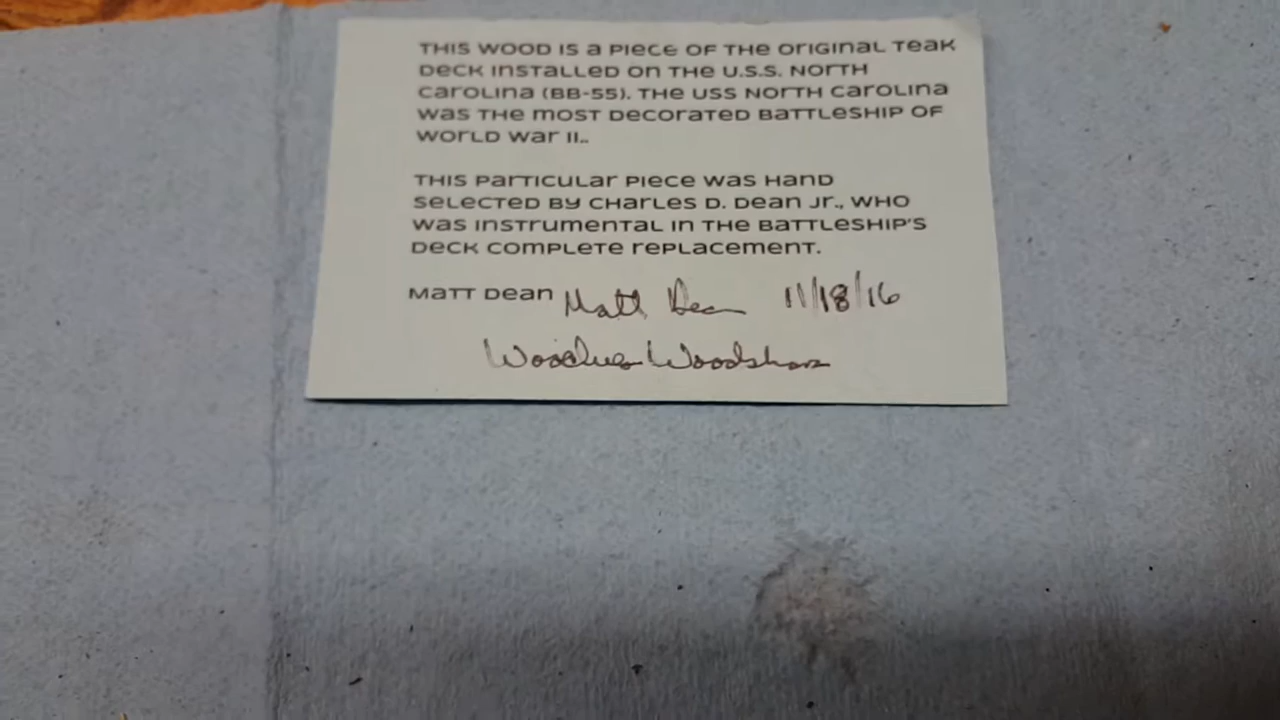 THIS WOOD IS A PIECE OF THE ORIGINAL TEAK
DECK INSTALLED ON THE U.S.S. NORTH
CAROLINA (BB-55). THE USS NORTH CAROLINA
WAS THE MOST DECORATED BATTLESHIP OF
WORLD WAR II..
THIS PARTICULAR PIECE WAS HAND
SELECTED BY CHARLES D. DEAN JR., WHO
WAS INSTRUMENTAL IN THE BATTLESHIP'S
DECK COMPLETE REPLACEMENT.
MATT DEAN Matt Dean 11/18/16